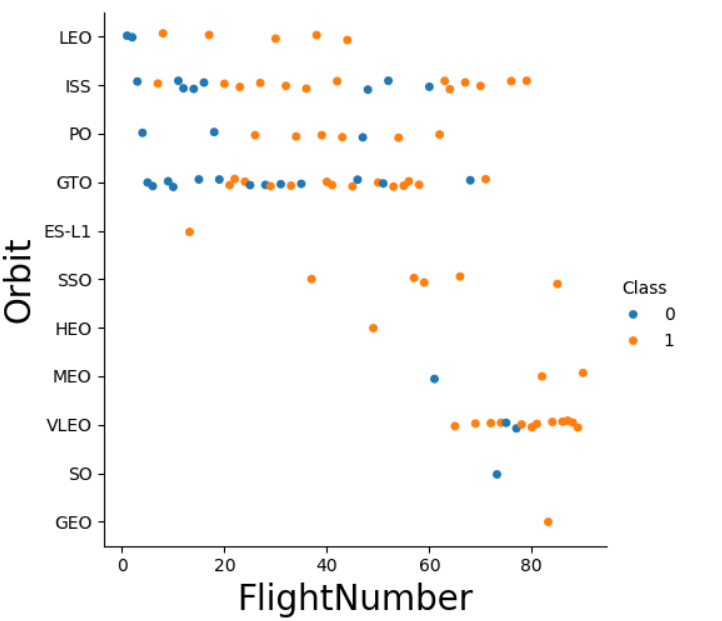 LEO
ISS
PO
GTO
ES-L1
SSO
HEO
MEO
VLEO
SO
GEO
Orbit
0 20 40 60 80
FlightNumber
Class
0
1